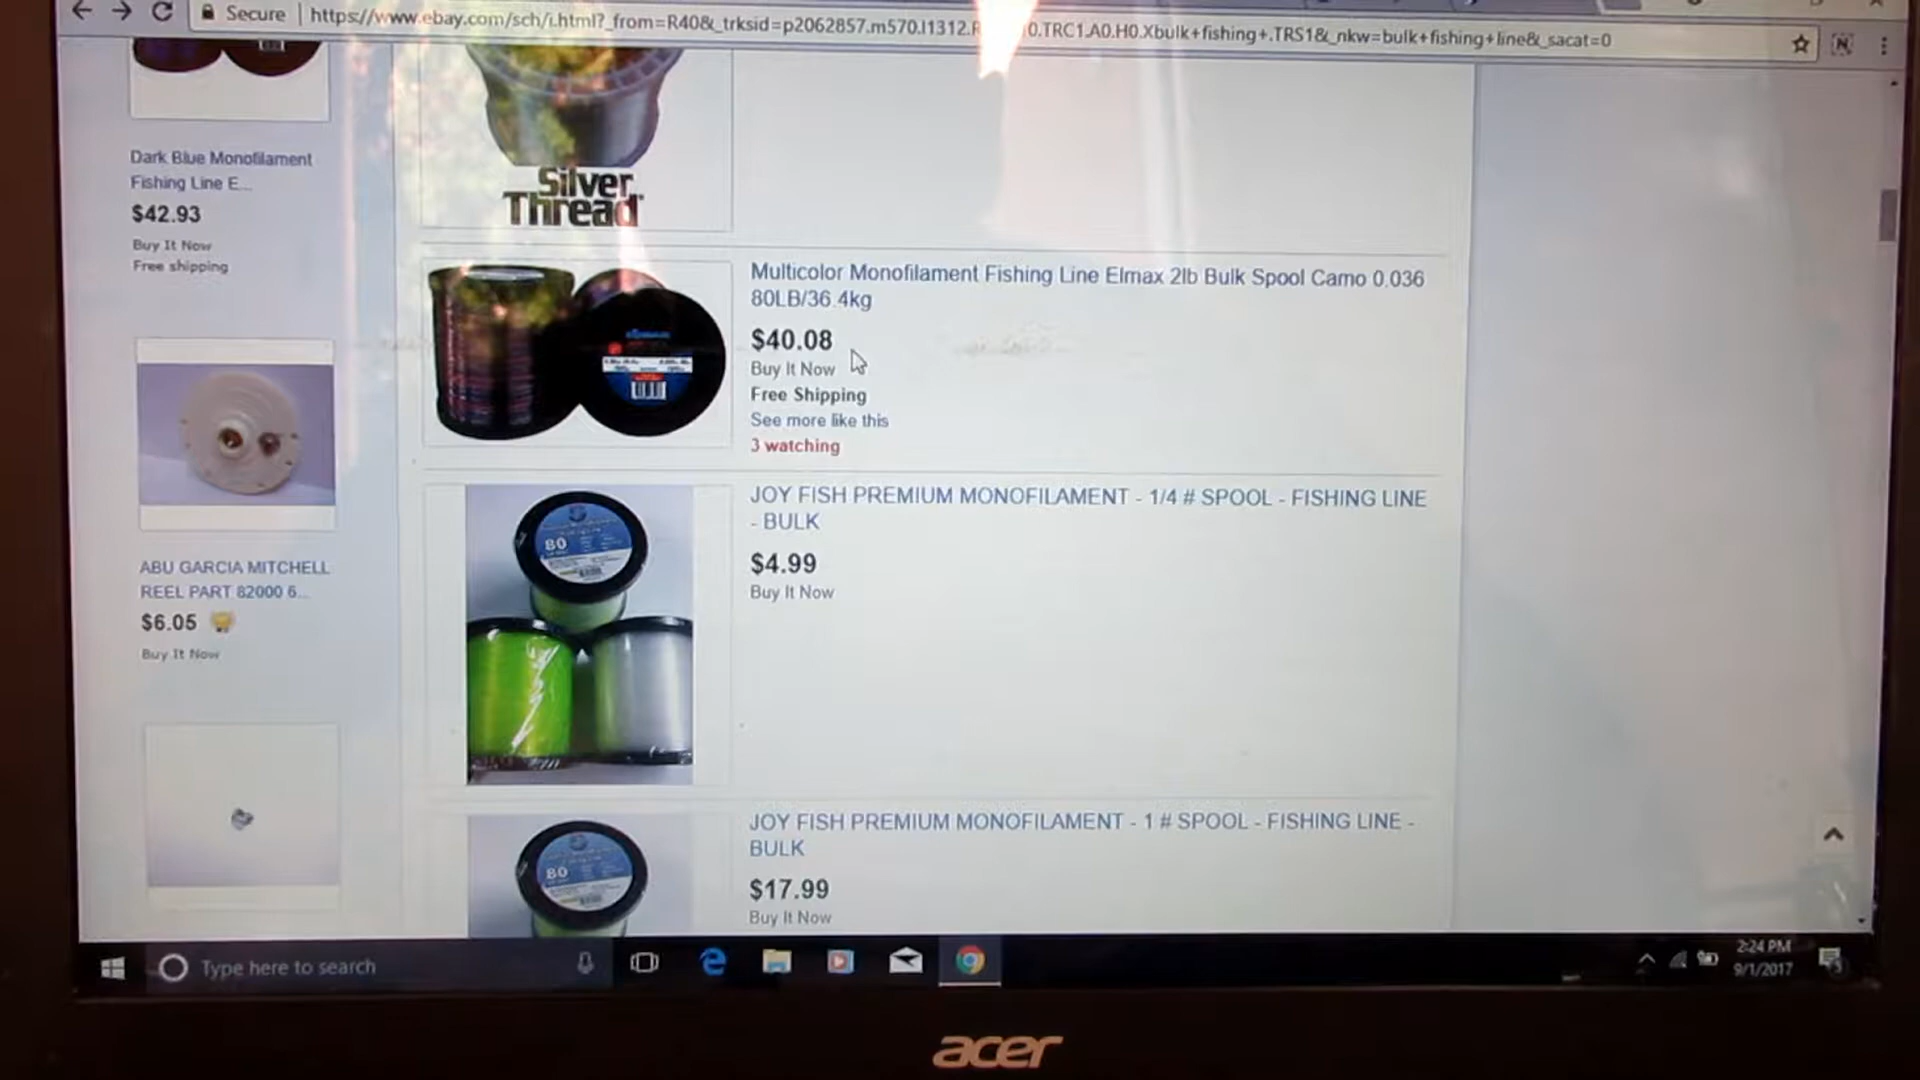 Secure
https://www.ebay.com/sch/i.html?_from=R40&_trksid=p2062857.m570.l1312.R 0.TRC1.A0.H0.Xbulk+fishing+.TRS1&_nkw=bulk+fishing+line&_sacat=0
Dark Blue Monofilament
Fishing Line E...
$42.93
Buy It Now
Free shipping
Silver
Thread
Multicolor Monofilament Fishing Line Elmax 2lb Bulk Spool Camo 0.036
80LB/36.4kg
$40.08
Buy It Now
Free Shipping
See more like this
3 watching
ABU GARCIA MITCHELL
REEL PART 82000 6...
$6.05
Buy It Now
80
JOY FISH PREMIUM MONOFILAMENT - 1/4 # SPOOL - FISHING LINE
- BULK
$4.99
Buy It Now
80
JOY FISH PREMIUM MONOFILAMENT - 1 # SPOOL - FISHING LINE -
BULK
$17.99
Buy It Now
Type here to search
2:24 PM
9/1/2017
acer